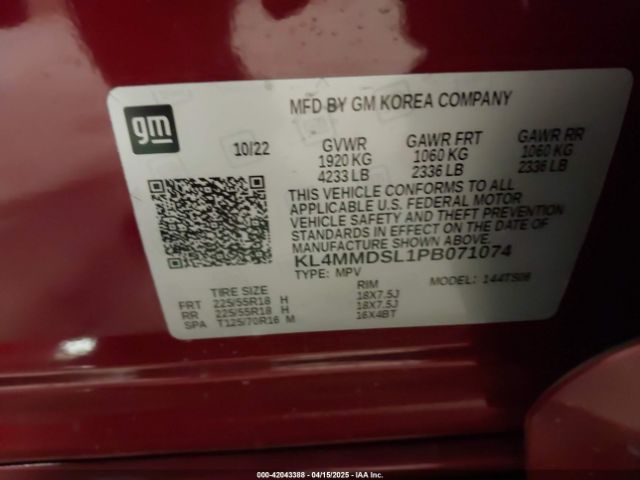 gm
MFD BY GM KOREA COMPANY
10/22
GVWR GAWR FRT GAWR RR
1920 KG 1060 KG 1060 KG
4233 LB 2336 LB 2336 LB
THIS VEHICLE CONFORMS TO ALL
APPLICABLE U.S. FEDERAL MOTOR
VEHICLE SAFETY AND THEFT PREVENTION
STANDARDS IN EFFECT ON THE DATE OF
MANUFACTURE SHOWN ABOVE.
KL4MMDSL1PB071074
TYPE: MPV MODEL: 144TS08
TIRE SIZE RIM
FRT 225/55R18 H 18X7.5J
RR 225/55R18 H 18X7.5J
SPA T125/70R16 M 16X4BT
000-42043388 - 04/15/2025 - IAA Inc.